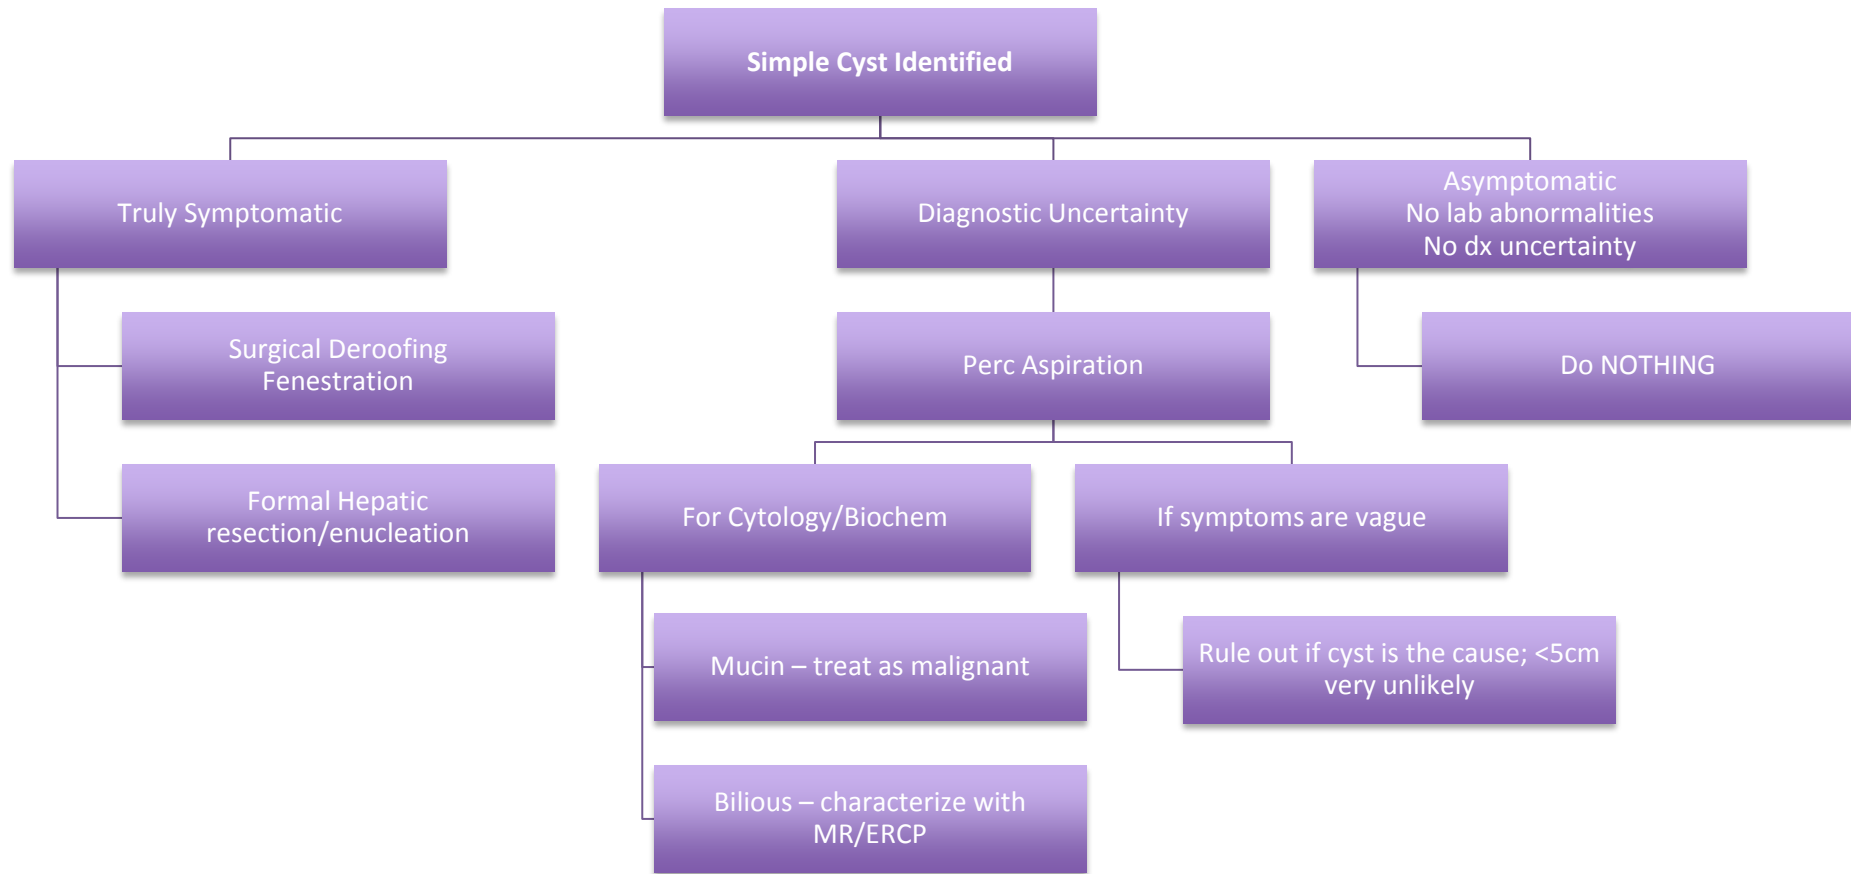 Simple Cyst Identified
Truly Symptomatic
Diagnostic Uncertainty
Asymptomatic
No lab abnormalities
No dx uncertainty
Surgical Deroofing
Fenestration
Perc Aspiration
Do NOTHING
Formal Hepatic
resection/enucleation
For Cytology/Biochem
If symptoms are vague
Mucin – treat as malignant
Rule out if cyst is the cause; <5cm
very unlikely
Bilious – characterize with
MR/ERCP